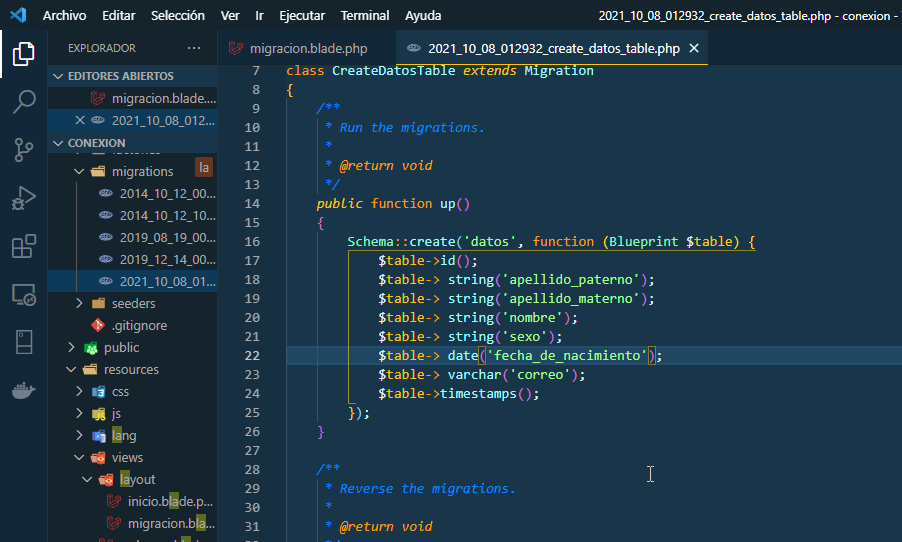 Archivo Editar Selección Ver Ir Ejecutar Terminal Ayuda 2021_10_08_012932_create_datos_table.php - conexion -
EXPLORADOR ...
migracion.blade.php
2021_10_08_012932_create_datos_table.php
EDITORES ABIERTOS
migracion.blade....
2021_10_08_012...
CONEXION
migrations
la
2014_10_12_00...
2014_10_12_10...
2019_08_19_00...
2019_12_14_00...
2021_10_08_01...
seeders
.gitignore
public
resources
css
js
lang
views
layout
inicio.blade.p...
migracion.bla...
7 class CreateDatosTable extends Migration
8 {
9 /**
10 * Run the migrations.
11 *
12 * @return void
13 */
14 public function up()
15 {
16 Schema::create('datos', function (Blueprint $table) {
17 $table->id();
18 $table-> string('apellido_paterno');
19 $table-> string('apellido_materno');
20 $table-> string('nombre');
21 $table-> string('sexo');
22 $table-> date('fecha_de_nacimiento');
23 $table-> varchar('correo');
24 $table->timestamps();
25 });
26 }
27
28 /**
29 * Reverse the migrations.
30 *
31 * @return void